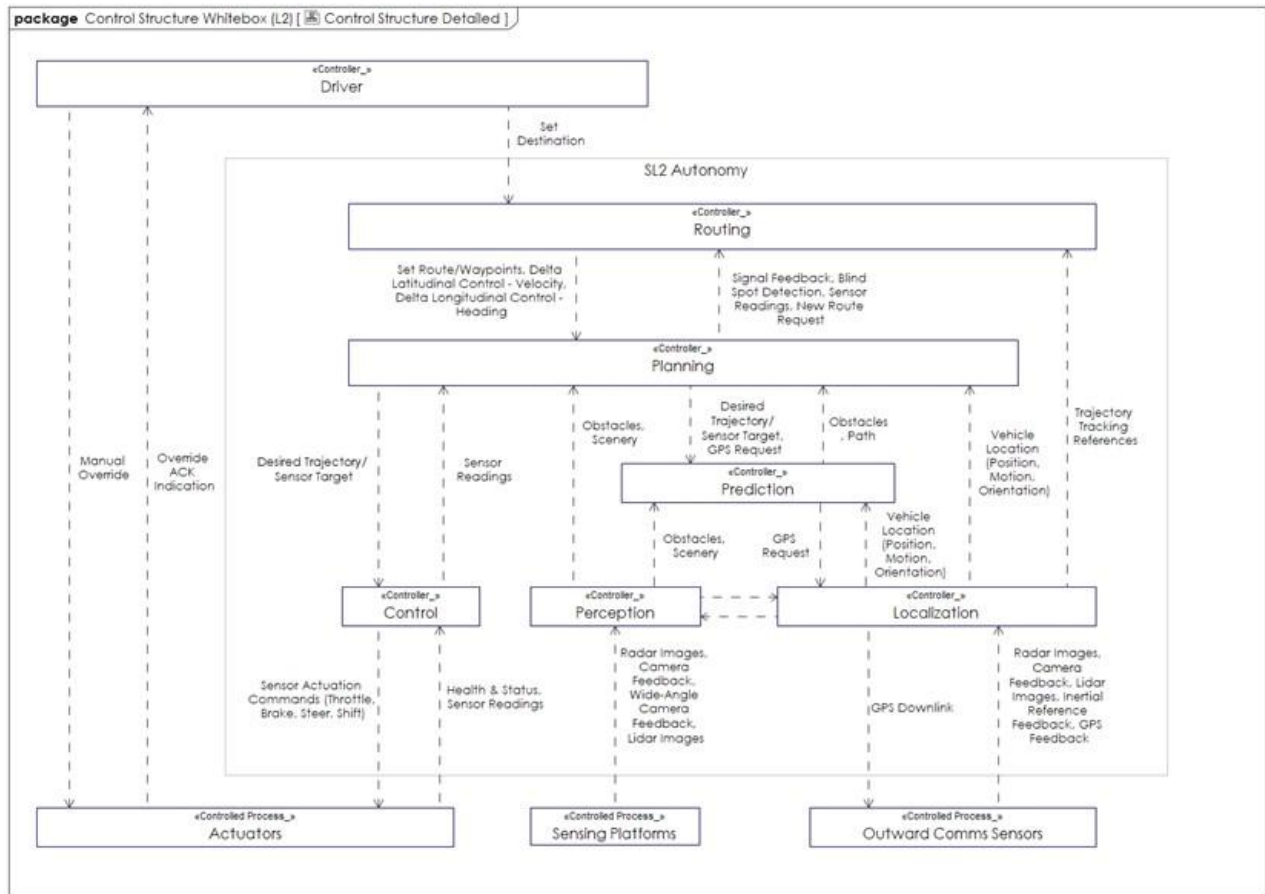 package Control Structure Whitebox (L2) [ Control Structure Detailed ]
«Controller_»
Driver
Set
Destination
SL2 Autonomy
«Controller_»
Routing
Set Route/Waypoints, Delta
Latitudinal Control - Velocity,
Delta Longitudinal Control -
Heading
Signal Feedback, Blind
Spot Detection, Sensor
Readings, New Route
Request
«Controller_»
Planning
Manual
Override
Override
ACK
Indication
Desired Trajectory/
Sensor Target
Sensor
Readings
Obstacles,
Scenery
Desired
Trajectory/
Sensor Target,
GPS Request
Obstacles
, Path
Vehicle
Location
(Position,
Motion,
Orientation)
Trajectory
Tracking
References
«Controller_»
Prediction
Obstacles,
Scenery
GPS
Request
Vehicle
Location
(Position,
Motion,
Orientation)
«Controller_»
Control
«Controller_»
Perception
«Controller_»
Localization
Sensor Actuation
Commands (Throttle,
Brake, Steer, Shift)
Health & Status,
Sensor Readings
Radar Images,
Camera
Feedback,
Wide-Angle
Camera
Feedback,
Lidar Images
GPS Downlink
Radar Images,
Camera
Feedback, Lidar
Images, Inertial
Reference
Feedback, GPS
Feedback
«Controlled Process_»
Actuators
«Controlled Process_»
Sensing Platforms
«Controlled Process_»
Outward Comms Sensors